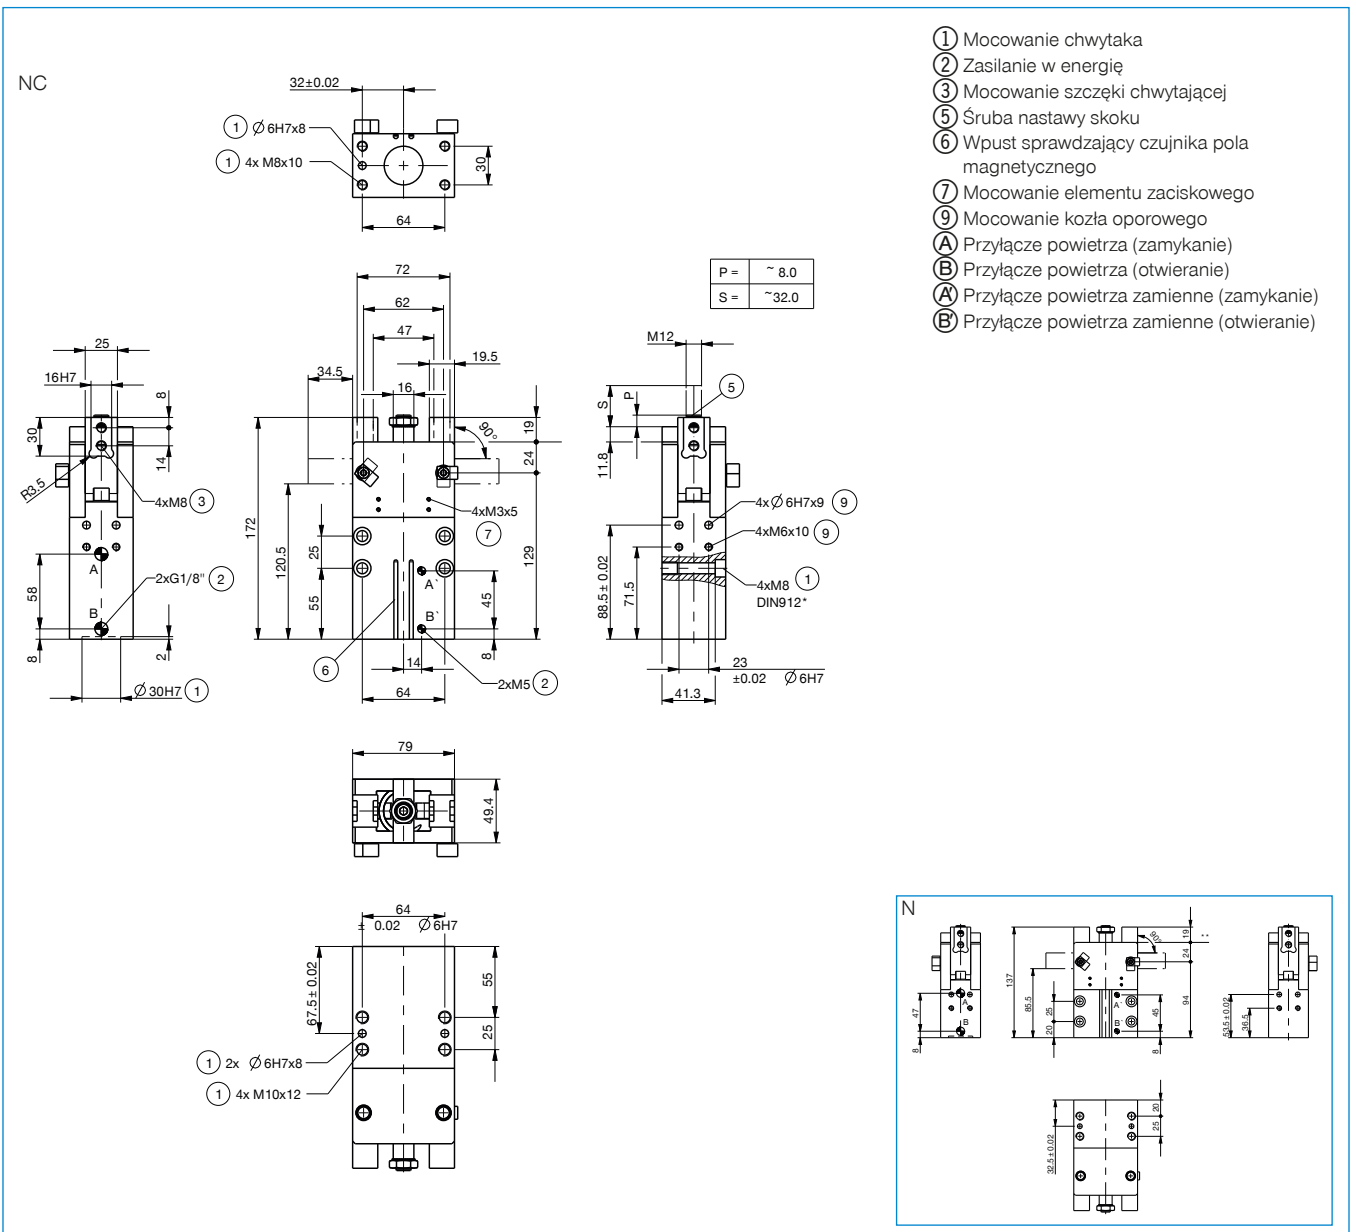 NC
32±0.02
1 Ø 6H7x8
1 4x M8x10
30
64
1 Mocowanie chwytaka
2 Zasilanie w energię
3 Mocowanie szczęki chwytającej
5 Śruba nastawy skoku
6 Wpust sprawdzający czujnika pola
magnetycznego
7 Mocowanie elementu zaciskowego
9 Mocowanie kozła oporowego
A Przyłącze powietrza (zamykanie)
B Przyłącze powietrza (otwieranie)
A' Przyłącze powietrza zamienne (zamykanie)
B' Przyłącze powietrza zamienne (otwieranie)
P = ~ 8.0
S = ~32.0
25
16H7
8
30
14
R3.5
4xM8 3
A
58
2xG1/8" 2
B
8
2
Ø 30H7 1
72
62
47
19.5
34.5
16
19
90°
24
172
120.5
4xM3x5
7
25
129
A`
55
45
B`
6
14
8
2xM5 2
64
M12
5
S
P
11.8
4x Ø 6H7x9 9
4xM6x10 9
88.5± 0.02
71.5
4xM8 1
DIN912*
23
±0.02 Ø 6H7
41.3
79
49.4
64
± 0.02 Ø 6H7
67.5± 0.02
55
25
1 2x Ø 6H7x8
1 4x M10x12
N
47
8
A
B
137
85.5
25
20
90°
19
**
24
94
A`
B`
45
8
53.5±0.02
36.5
32.5±0.02
20
25